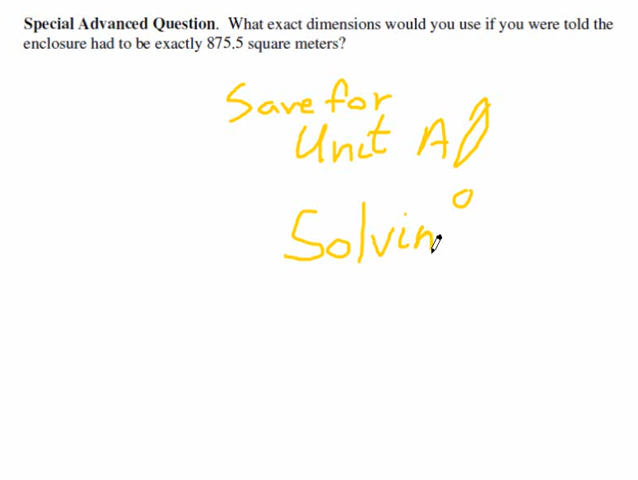 Special Advanced Question. What exact dimensions would you use if you were told the
enclosure had to be exactly 875.5 square meters?
Save for
Unit A
Solvin